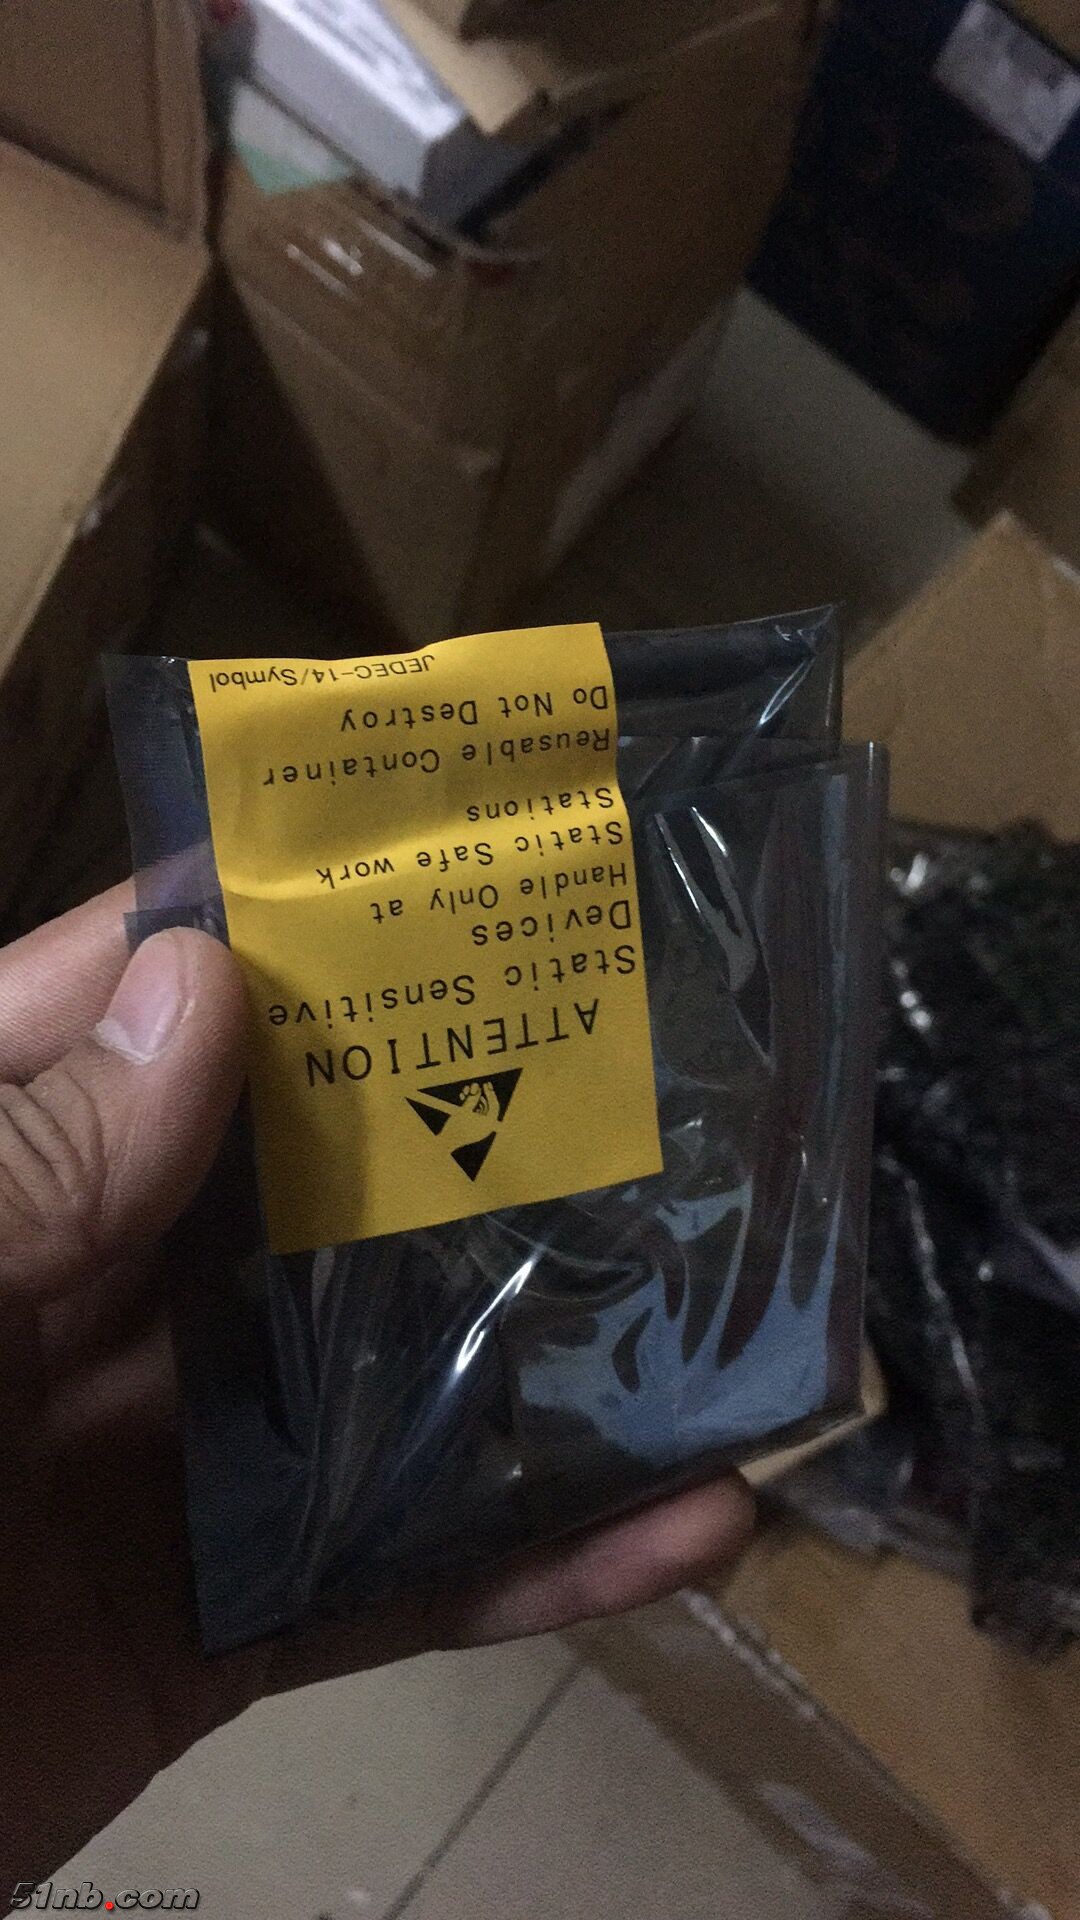 ATTENTION
Static Sensitive
Devices
Handle Only at
Static Safe work
Stations
Reusable Container
Do Not Destroy
JEDEC-14/Symbol
51nb.com